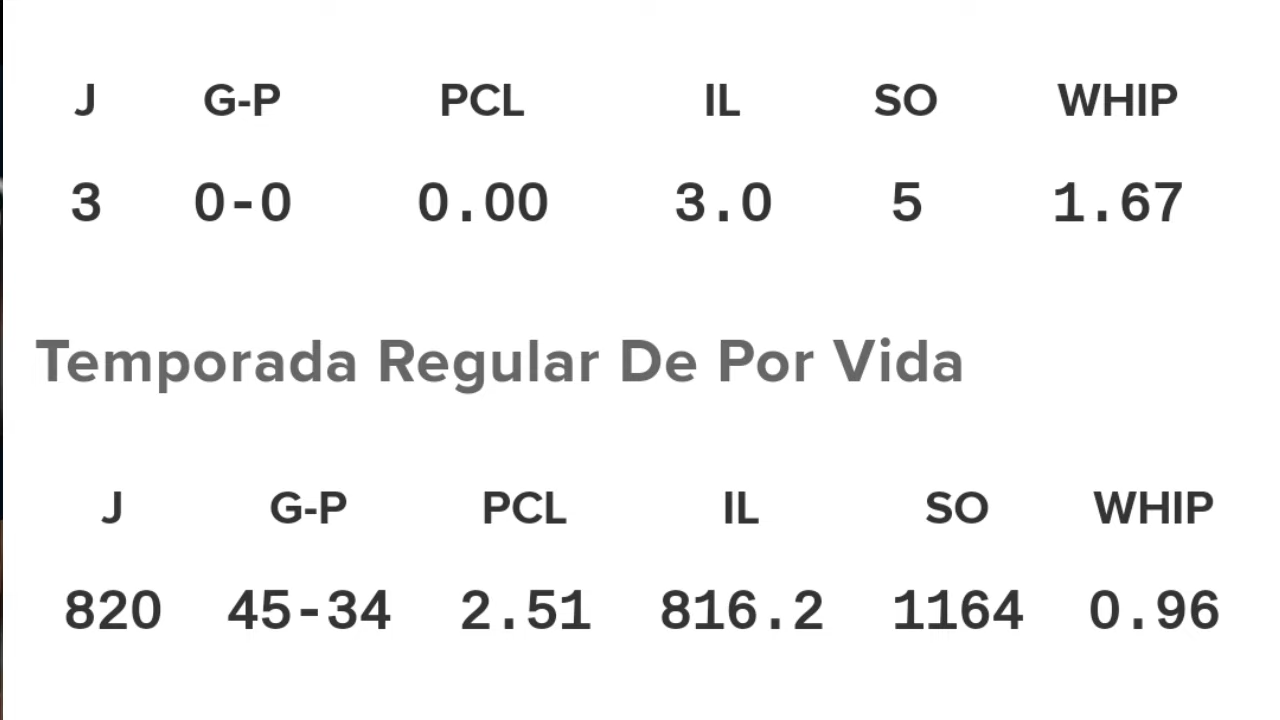 J G-P PCL IL SO WHIP
3 0-0 0.00 3.0 5 1.67
Temporada Regular De Por Vida
J G-P PCL IL SO WHIP
820 45-34 2.51 816.2 1164 0.96